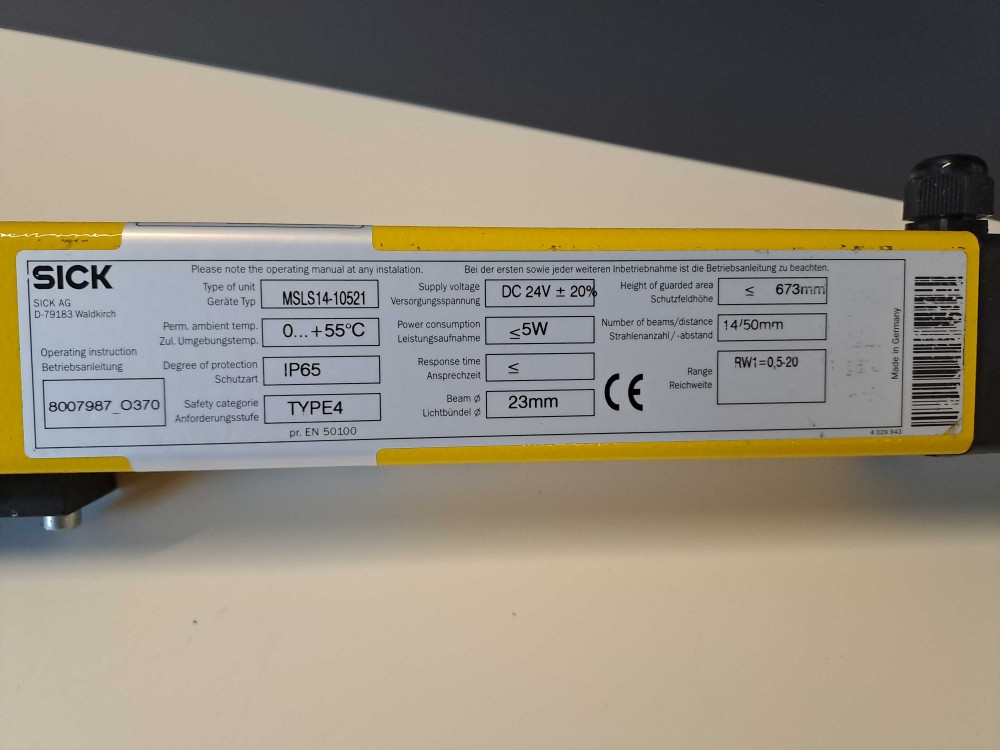 SICK
SICK AG
D-79183 Waldkirch
Operating instruction
Betriebsanleitung
8007987_O370
Please note the operating manual at any instalation.
Bei der ersten sowie jeder weiteren Inbetriebnahme ist die Betriebsanleitung zu beachten.
Type of unit
Geräte Typ
MSLS14-10521
Perm. ambient temp.
Zul. Umgebungstemp.
0...+55°C
Degree of protection
Schutzart
IP65
Safety categorie
Anforderungsstufe
TYPE4
pr. EN 50100
Supply voltage
Versorgungsspannung
DC 24V ± 20%
Power consumption
Leistungsaufnahme
≤5W
Response time
Ansprechzeit
≤
Beam ø
Lichtbündel ø
23mm
CE
Height of guarded area
Schutzfeldhöhe
≤ 673mm
Number of beams/distance
Strahlenanzahl/-abstand
14/50mm
Range
Reichweite
RW1=0,5-20
Made in Germany
4 029 943